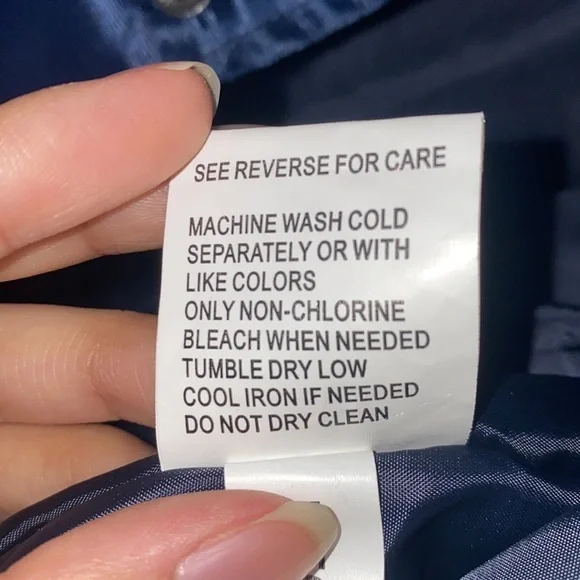 SEE REVERSE FOR CARE
MACHINE WASH COLD
SEPARATELY OR WITH
LIKE COLORS
ONLY NON-CHLORINE
BLEACH WHEN NEEDED
TUMBLE DRY LOW
COOL IRON IF NEEDED
DO NOT DRY CLEAN